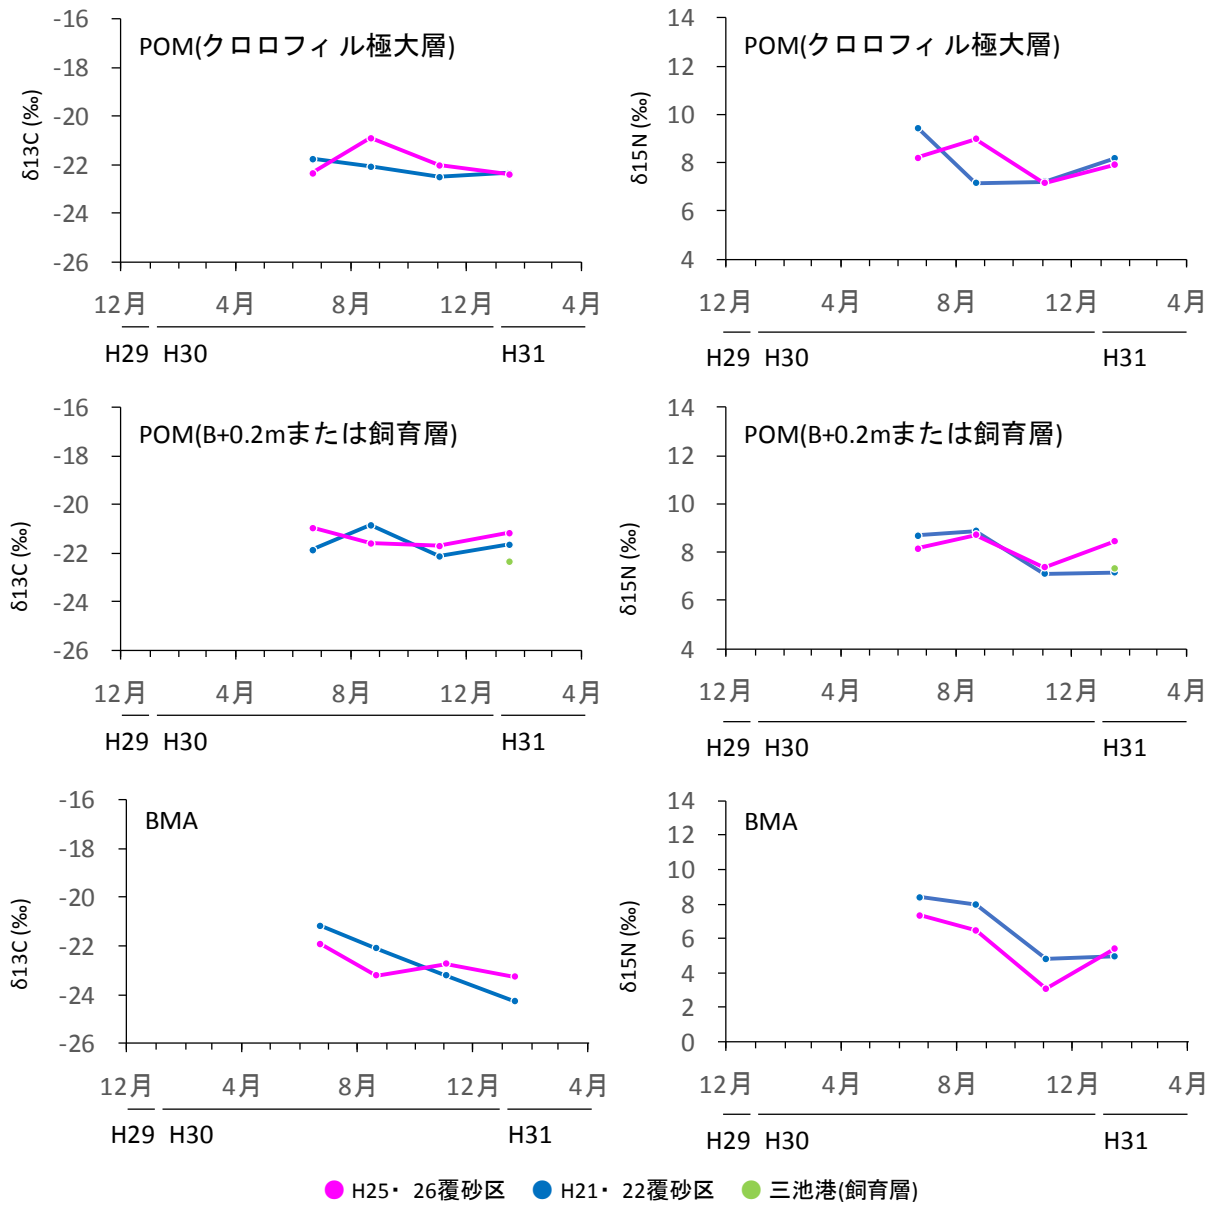 POM(クロロフィル極大層)
δ13C (‰)
-16
-18
-20
-22
-24
-26
12月 4月 8月 12月 4月
H29 H30 H31
POM(クロロフィル極大層)
δ15N (‰)
14
12
10
8
6
4
12月 4月 8月 12月 4月
H29 H30 H31
POM(B+0.2mまたは飼育層)
δ13C (‰)
-16
-18
-20
-22
-24
-26
12月 4月 8月 12月 4月
H29 H30 H31
POM(B+0.2mまたは飼育層)
δ15N (‰)
14
12
10
8
6
4
12月 4月 8月 12月 4月
H29 H30 H31
BMA
δ13C (‰)
-16
-18
-20
-22
-24
-26
12月 4月 8月 12月 4月
H29 H30 H31
BMA
δ15N (‰)
14
12
10
8
6
4
2
0
12月 4月 8月 12月 4月
H29 H30 H31
H25・26覆砂区 H21・22覆砂区 三池港(飼育層)